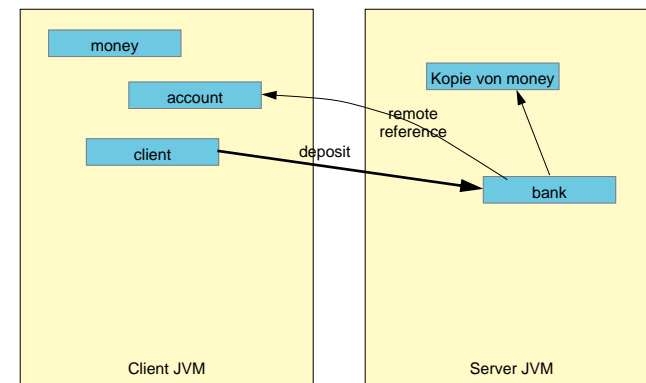 money
account
client
deposit
remote
reference
Kopie von money
bank
Client JVM
Server JVM